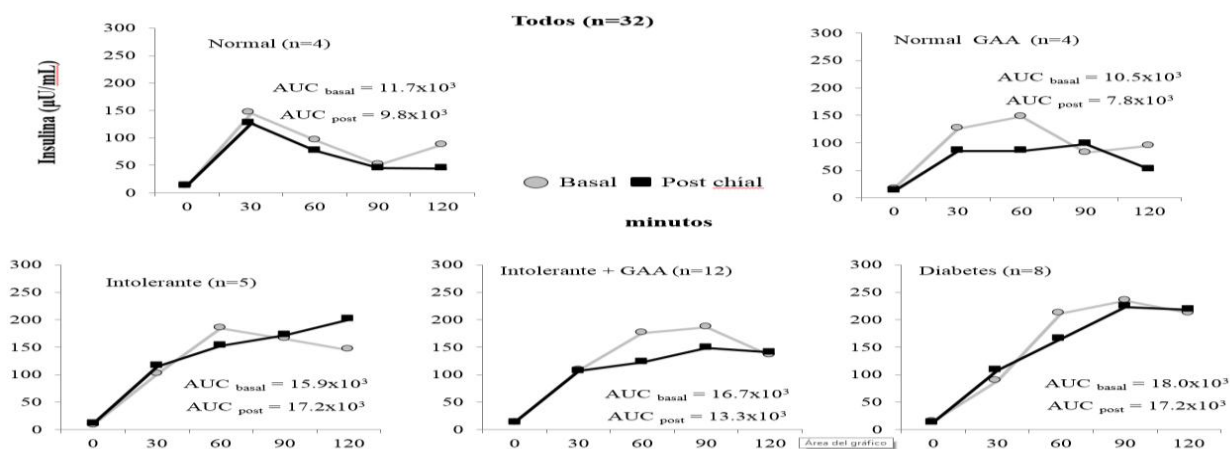 Todos (n=32)
Insulina (µU/mL)
300
250
200
150
100
50
0
Normal (n=4)
AUC basal = 11.7x10³
AUC post = 9.8x10³
0 30 60 90 120
300
250
200
150
100
50
0
Normal GAA (n=4)
AUC basal = 10.5x10³
AUC post = 7.8x10³
0 30 60 90 120
Basal Post chíal
minutos
300
250
200
150
100
50
0
Intolerante (n=5)
AUC basal = 15.9x10³
AUC post = 17.2x10³
0 30 60 90 120
300
250
200
150
100
50
0
Intolerante + GAA (n=12)
AUC basal = 16.7x10³
AUC post = 13.3x10³
0 30 60 90 120
Área del gráfico
300
250
200
150
100
50
0
Diabetes (n=8)
AUC basal = 18.0x10³
AUC post = 17.2x10³
0 30 60 90 120